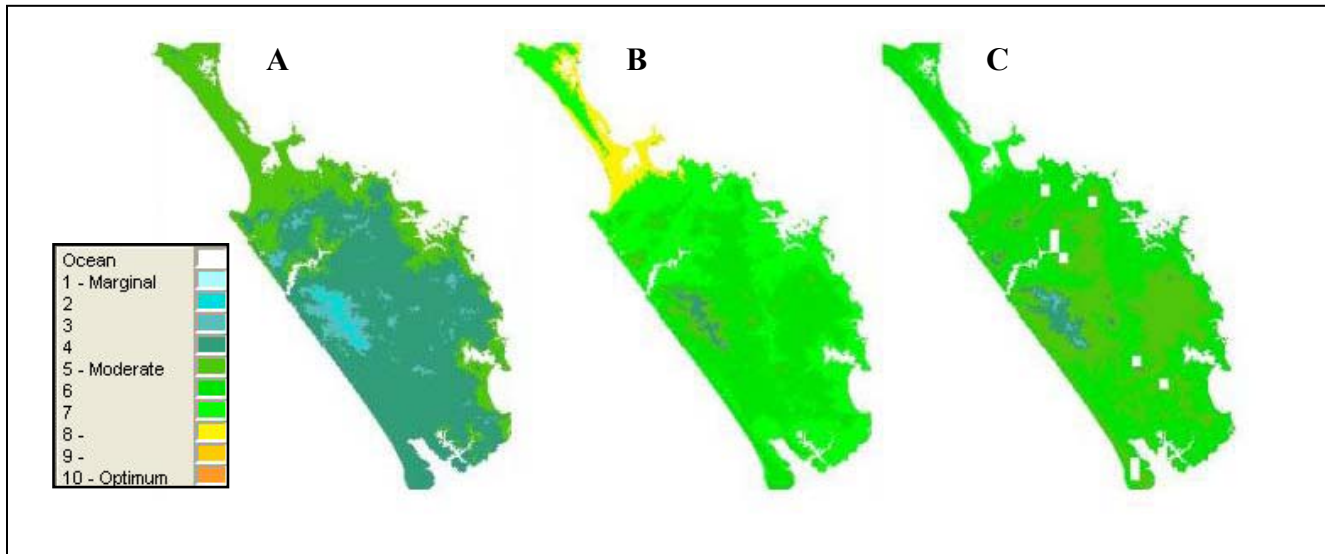 A
B
C
Ocean
1 - Marginal
2
3
4
5 - Moderate
6
7
8 -
9 -
10 - Optimum